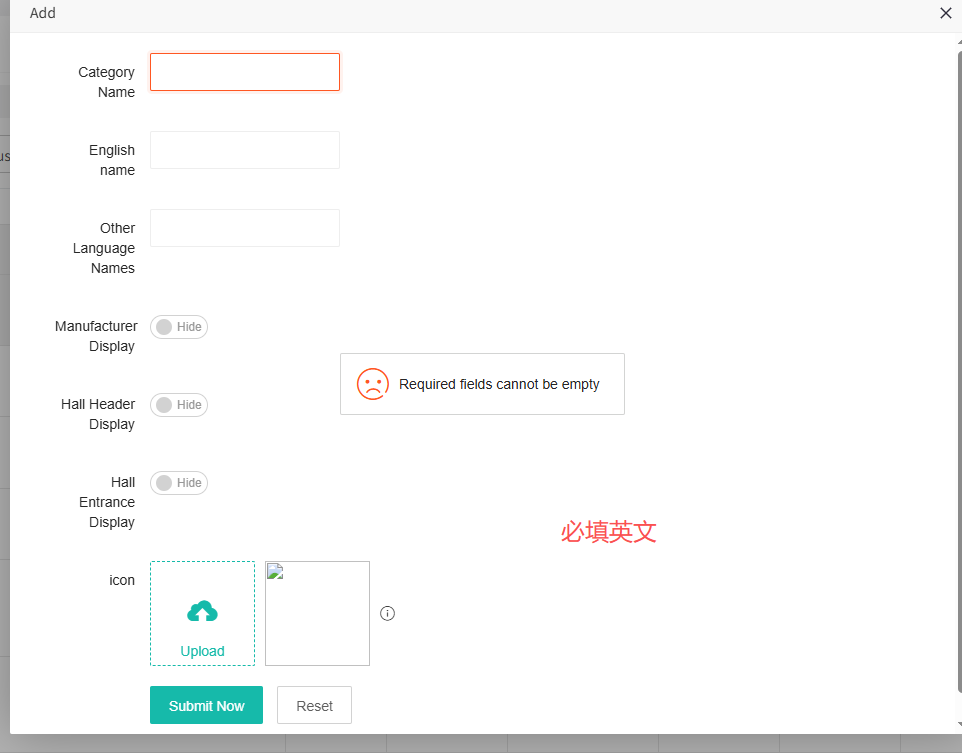 Add
us
Category
Name
English
name
Other
Language
Names
Manufacturer
Display
Hide
Required fields cannot be empty
Hall Header
Display
Hide
Hall
Entrance
Display
Hide
必填英文
icon
Upload
Submit Now
Reset